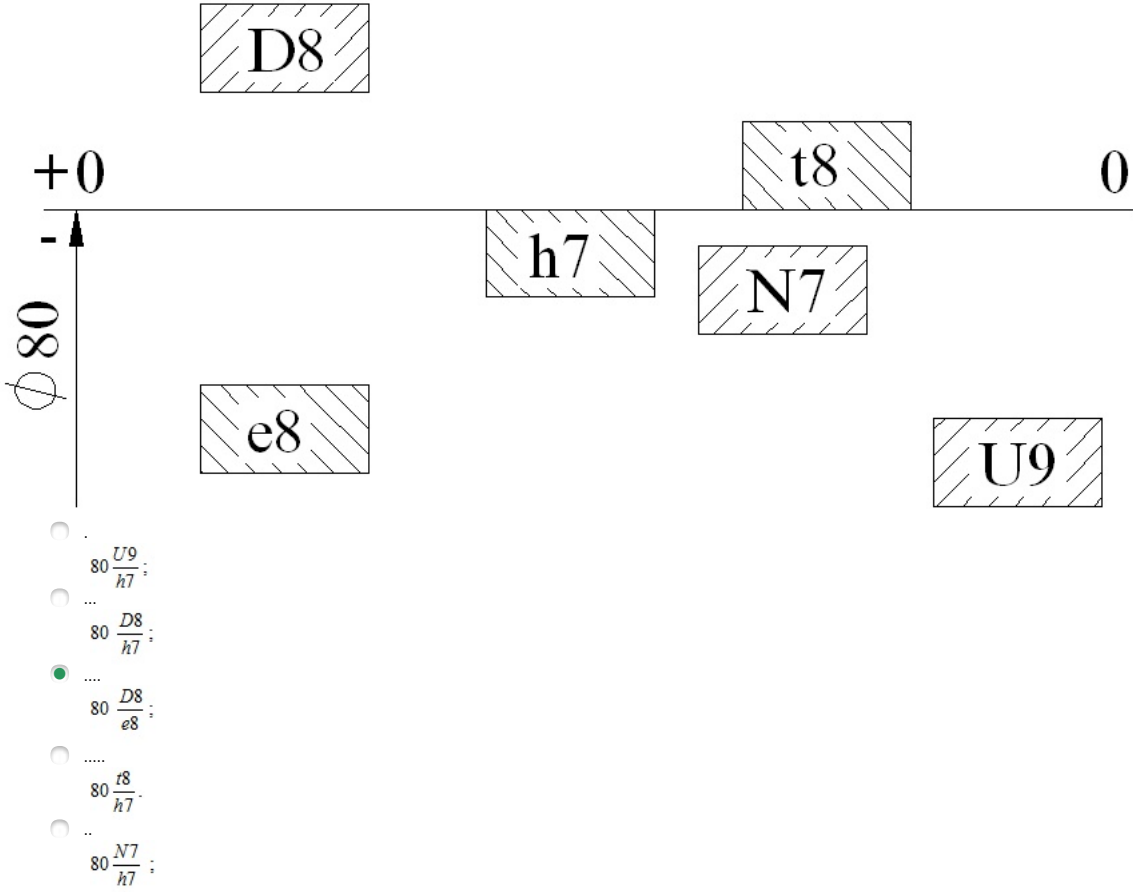 D8
+0
t8
0
-
h7
N7
⌀80
e8
U9
.
80 U9/h7 ;
...
80 D8/h7 ;
....
80 D8/e8 ;
.....
80 t8/h7 .
..
80 N7/h7 ;